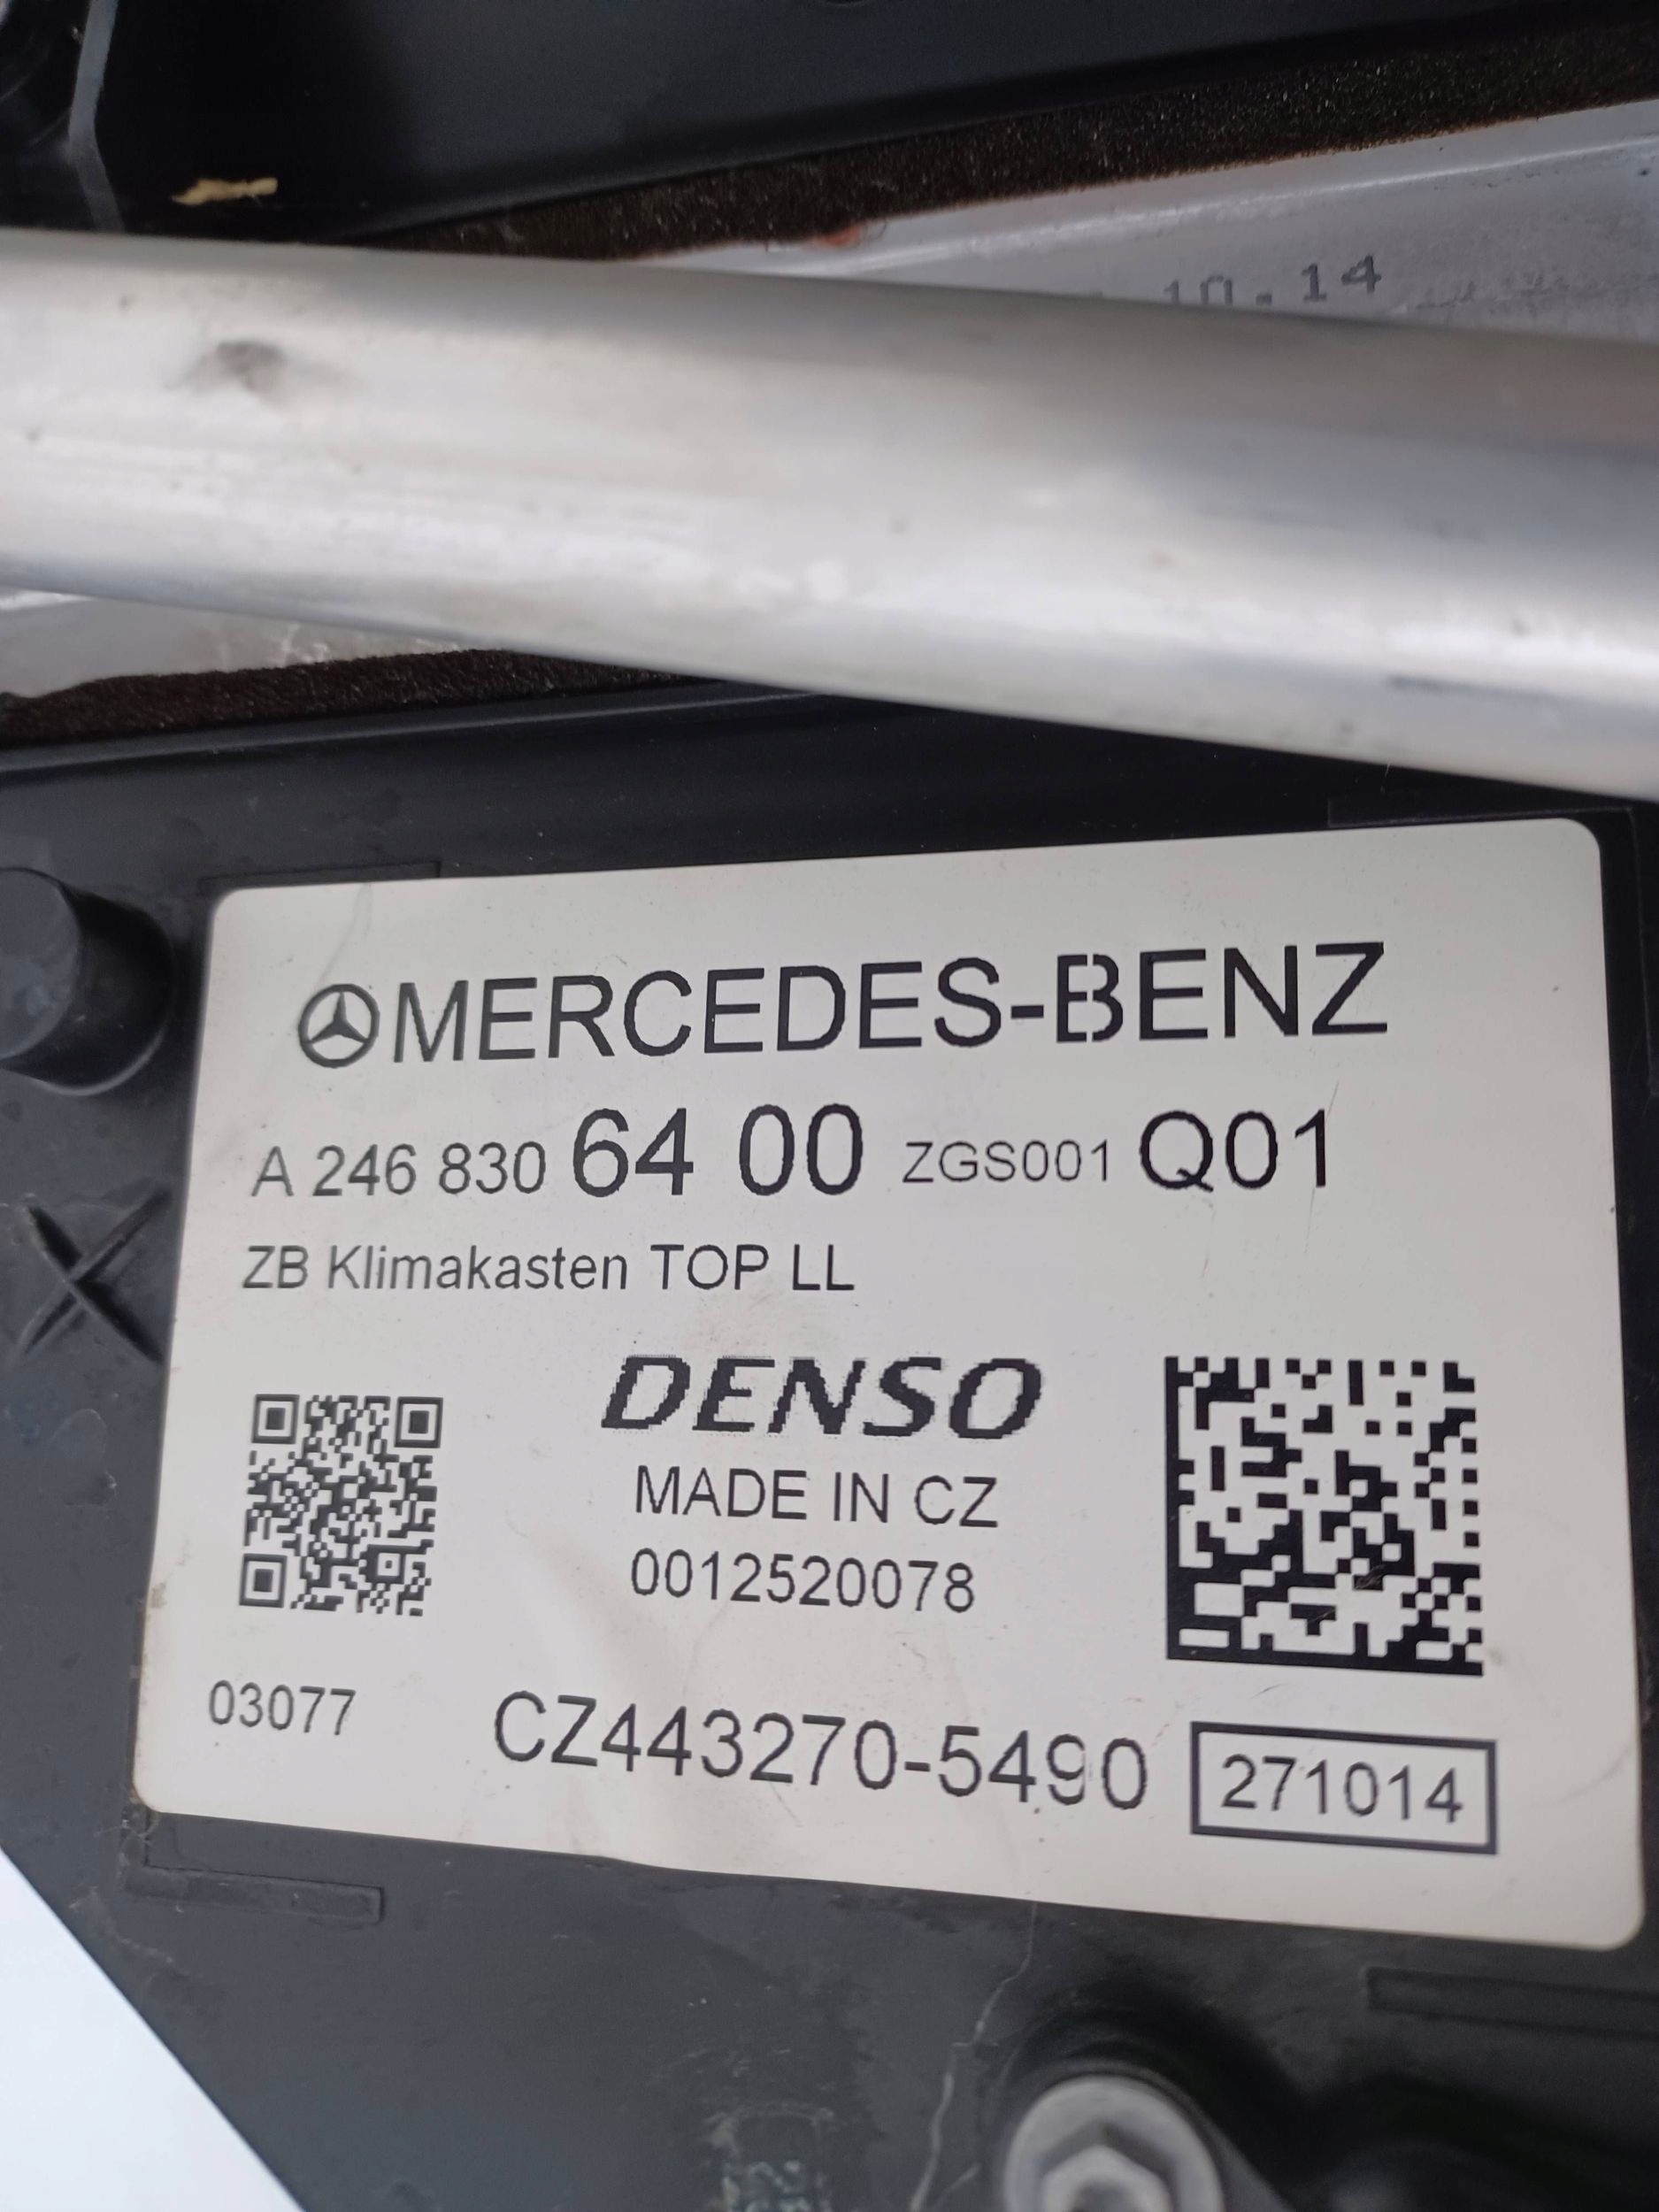 10.14
MERCEDES-BENZ
A 246 830 64 00 ZGS001 Q01
ZB Klimakasten TOP LL
DENSO
MADE IN CZ
0012520078
03077 CZ443270-5490 271014